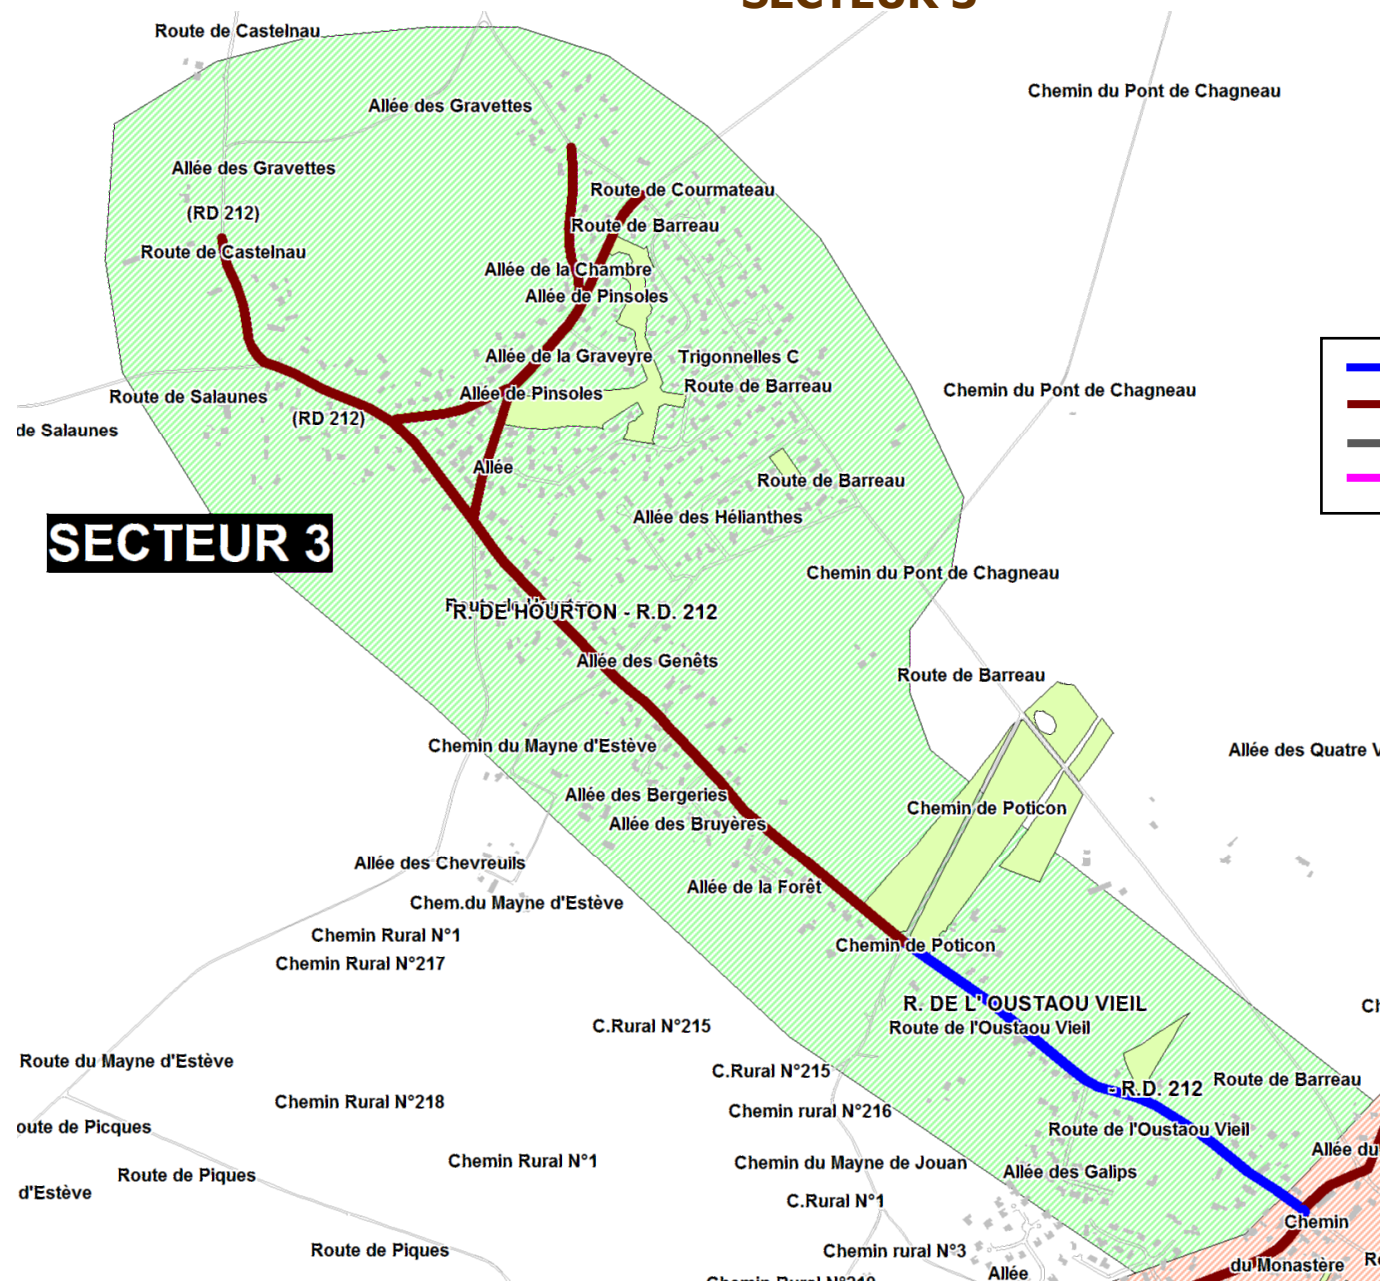 SECTEUR 3
Route de Castelnau
Chemin du Pont de Chagneau
Allée des Gravettes
Allée des Gravettes
Route de Courmateau
(RD 212)
Route de Barreau
Route de Castelnau
Allée de la Chambre
Allée de Pinsoles
Allée de la Graveyre
Trigonnelles C
Route de Barreau
Chemin du Pont de Chagneau
Allée de Pinsoles
Route de Salaunes
(RD 212)
de Salaunes
Allée
Route de Barreau
Allée des Hélianthes
SECTEUR 3
Chemin du Pont de Chagneau
R. DE HOURTON - R.D. 212
Allée des Genêts
Route de Barreau
Chemin du Mayne d'Estève
Allée des Quatre V
Allée des Bergeries
Chemin de Poticon
Allée des Bruyères
Allée des Chevreuils
Allée de la Forêt
Chem.du Mayne d'Estève
Chemin Rural N°1
Chemin de Poticon
Chemin Rural N°217
R. DE L' OUSTAOU VIEIL
Ch
C.Rural N°215
Route de l'Oustaou Vieil
Route du Mayne d'Estève
C.Rural N°215
Route de Barreau
- R.D. 212
Chemin Rural N°218
Chemin rural N°216
oute de Picques
Route de l'Oustaou Vieil
Allée du
Chemin Rural N°1
Chemin du Mayne de Jouan
Route de Piques
Allée des Galips
d'Estève
C.Rural N°1
Chemin
Route de Piques
Chemin rural N°3
du Monastère
Allée